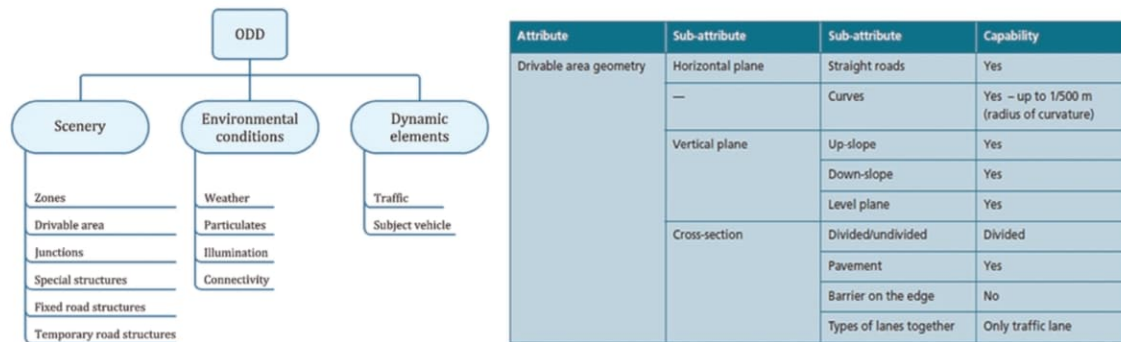 ODD
Scenery
Environmental
conditions
Dynamic
elements
Zones
Drivable area
Junctions
Special structures
Fixed road structures
Temporary road structures
Weather
Particulates
Illumination
Connectivity
Traffic
Subject vehicle
Attribute Sub-attribute Sub-attribute Capability
Drivable area geometry Horizontal plane Straight roads Yes
— Curves Yes – up to 1/500 m
(radius of curvature)
Vertical plane Up-slope Yes
Down-slope Yes
Level plane Yes
Cross-section Divided/undivided Divided
Pavement Yes
Barrier on the edge No
Types of lanes together Only traffic lane